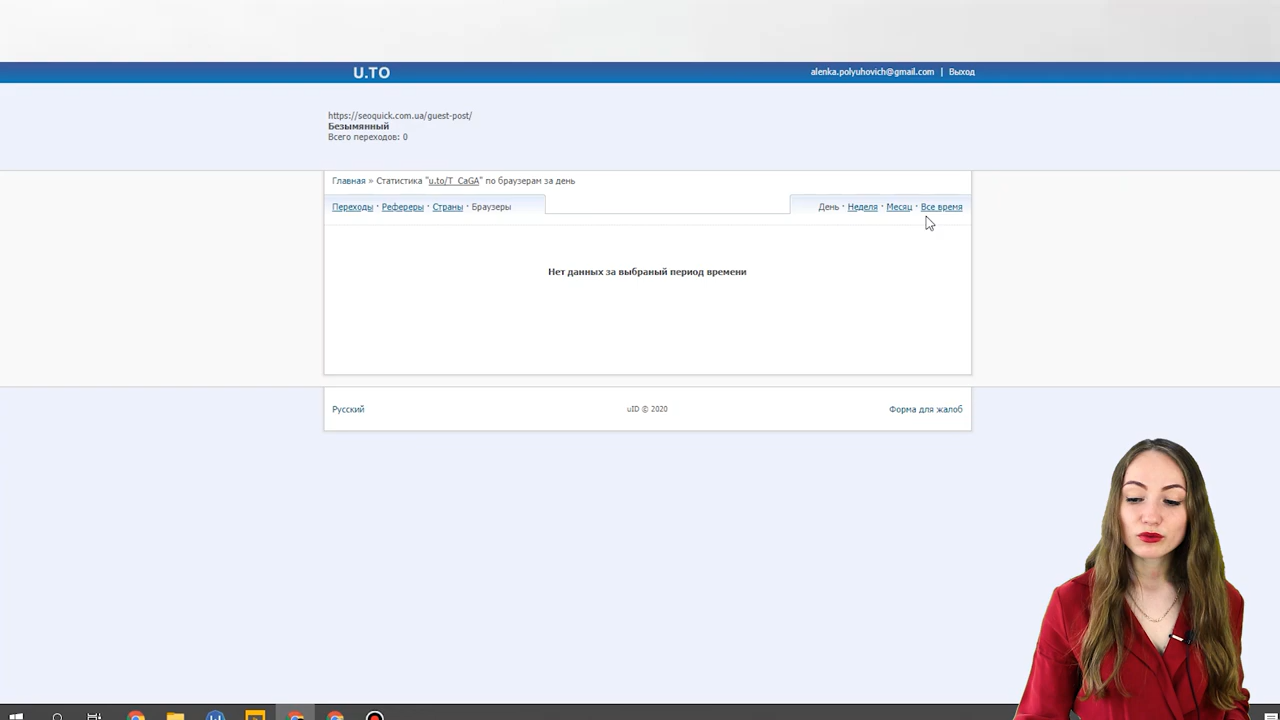 U.TO
alenka.polyuhovich@gmail.com | Выход
https://seoquick.com.ua/guest-post/
Безымянный
Всего переходов: 0
Главная » Статистика "u.to/T_CaGA" по браузерам за день
Переходы · Рефереры · Страны · Браузеры
День · Неделя · Месяц · Все время
Нет данных за выбраный период времени
Русский
uID © 2020
Форма для жалоб